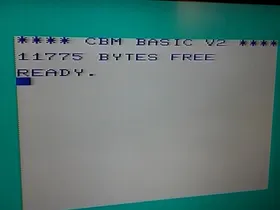 **** CBM BASIC V2 ****
11775 BYTES FREE
READY.